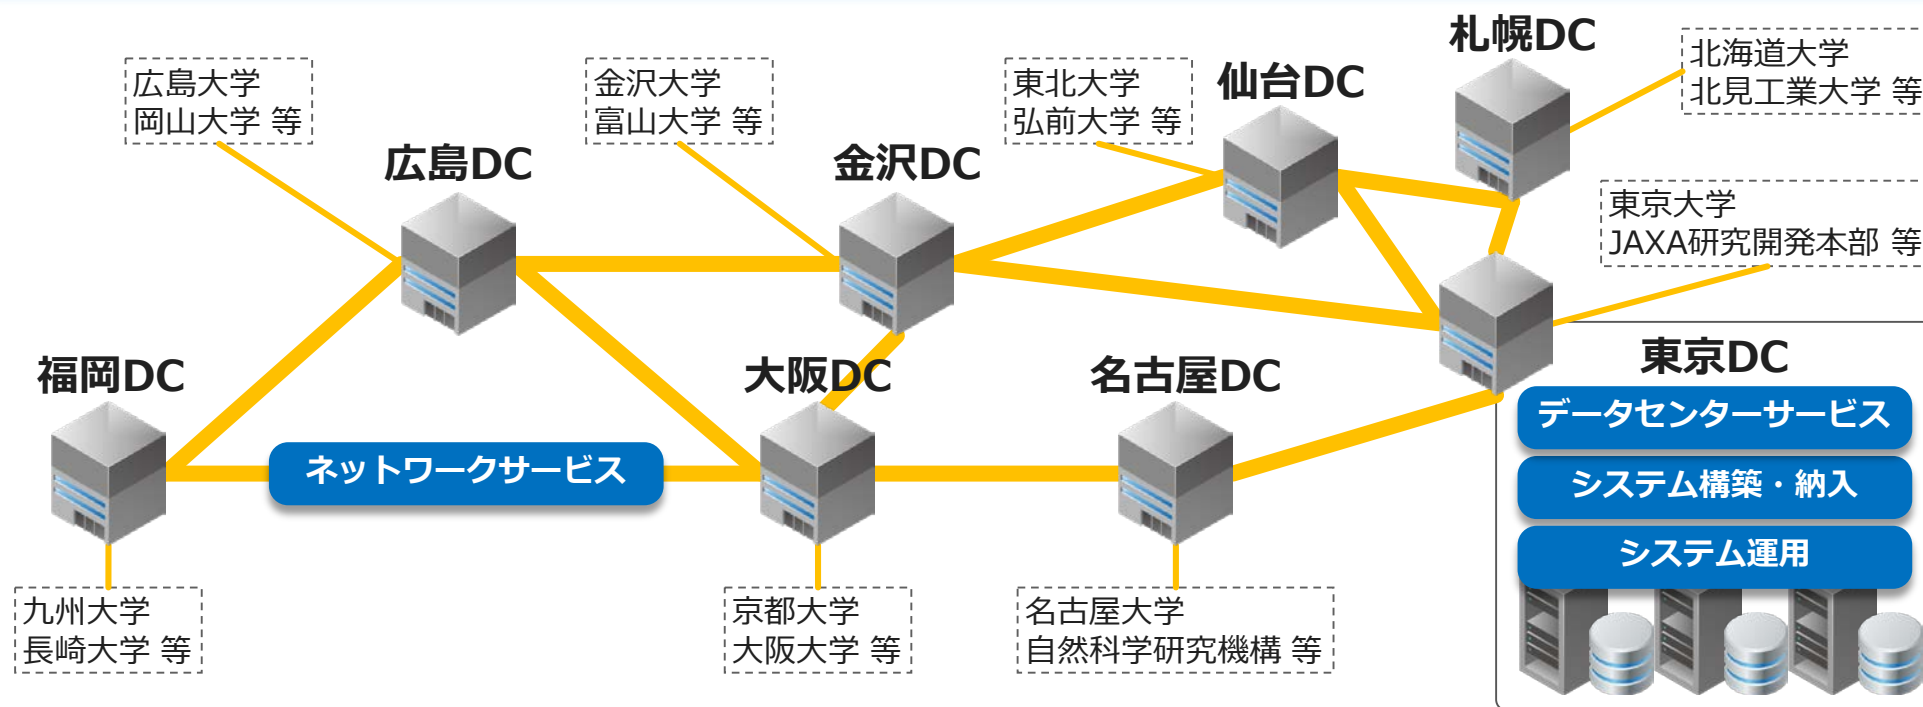 札幌DC
北海道大学
北見工業大学 等
仙台DC
東北大学
弘前大学 等
広島大学
岡山大学 等
金沢大学
富山大学 等
広島DC
金沢DC
東京大学
JAXA研究開発本部 等
福岡DC
大阪DC
名古屋DC
東京DC
データセンターサービス
ネットワークサービス
システム構築・納入
システム運用
九州大学
長崎大学 等
京都大学
大阪大学 等
名古屋大学
自然科学研究機構 等